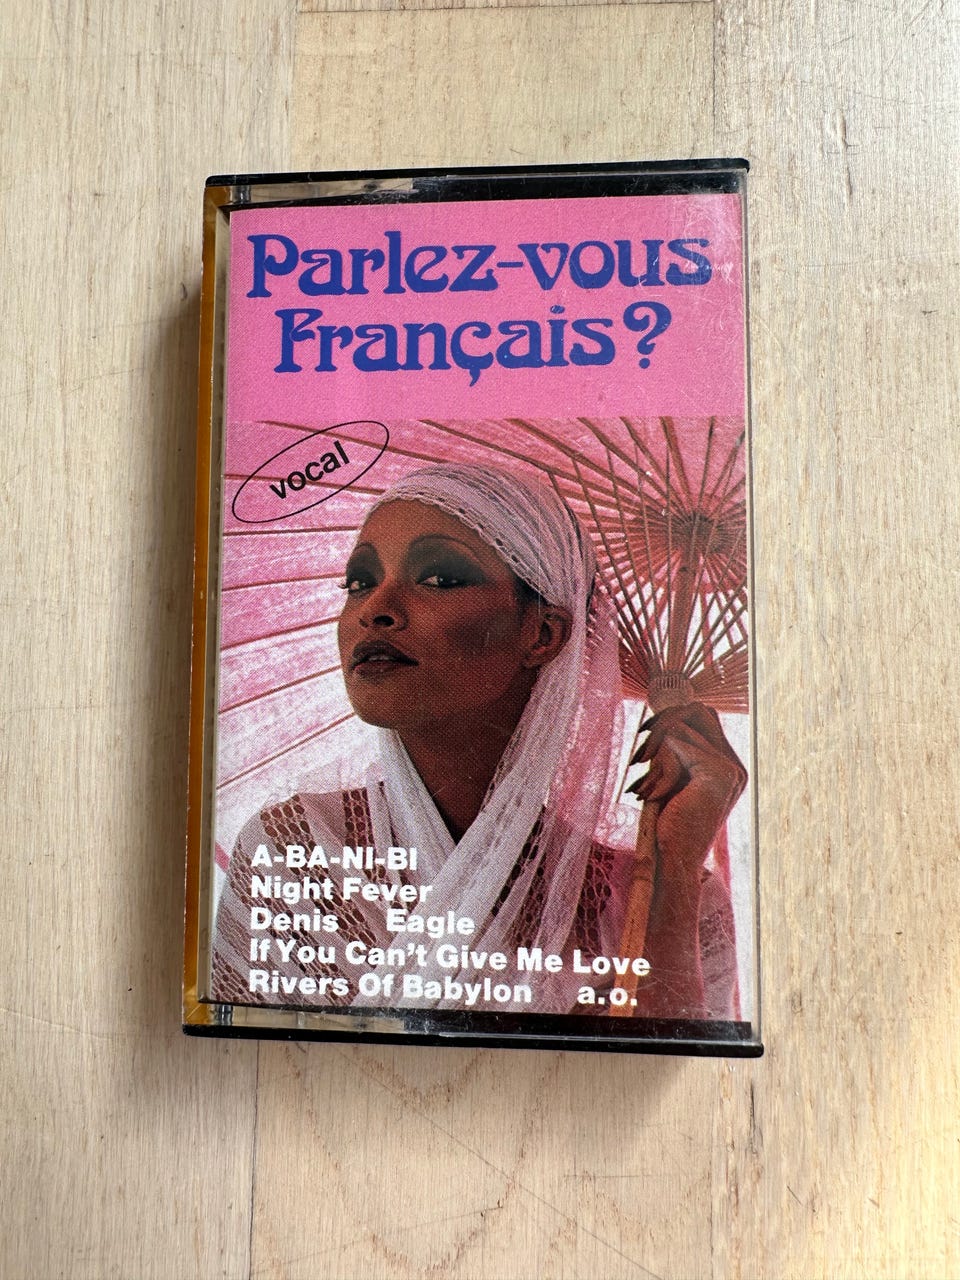 Parlez-vous
Français?
vocal
A-BA-NI-BI
Night Fever
Denis Eagle
If You Can't Give Me Love
Rivers Of Babylon a.o.